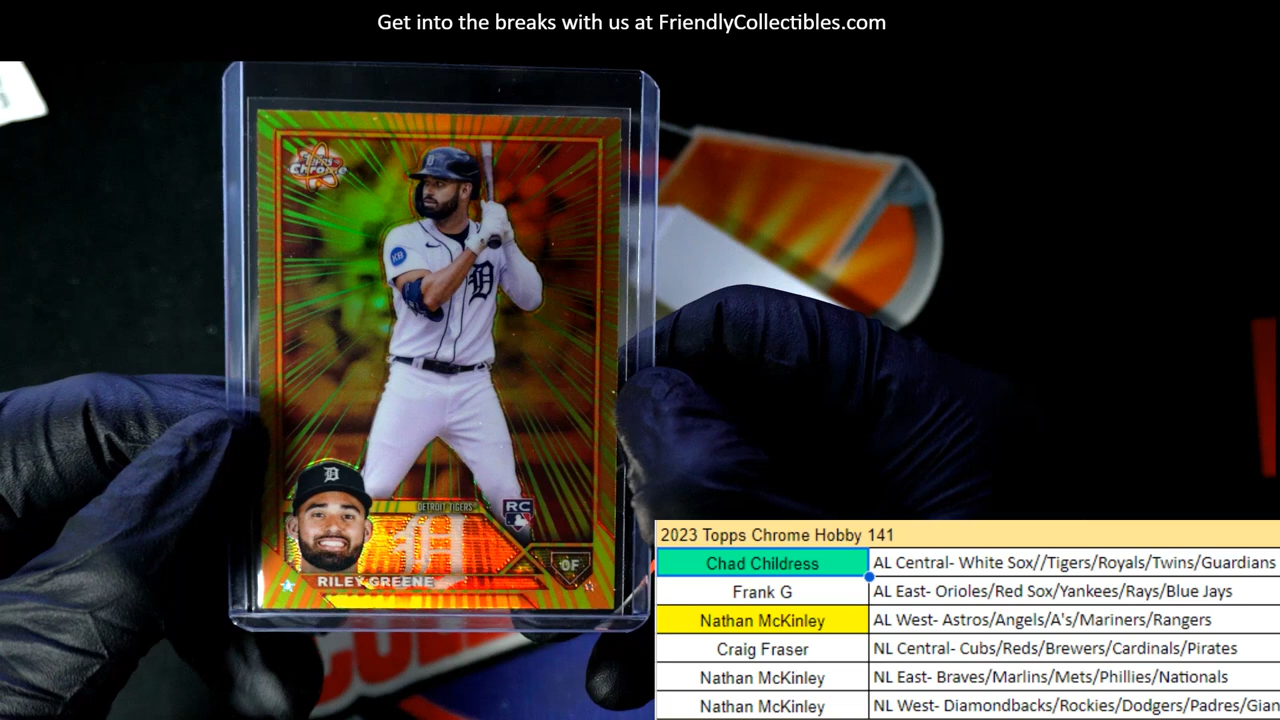 Get into the breaks with us at FriendlyCollectibles.com
Topps
Chrome
D
KB
D
D
DETROIT TIGERS
RC
D
OF
RILEY GREENE
2023 Topps Chrome Hobby 141
Chad Childress AL Central- White Sox//Tigers/Royals/Twins/Guardians
Frank G AL East- Orioles/Red Sox/Yankees/Rays/Blue Jays
Nathan McKinley AL West- Astros/Angels/A's/Mariners/Rangers
Craig Fraser NL Central- Cubs/Reds/Brewers/Cardinals/Pirates
Nathan McKinley NL East- Braves/Marlins/Mets/Phillies/Nationals
Nathan McKinley NL West- Diamondbacks/Rockies/Dodgers/Padres/Gian